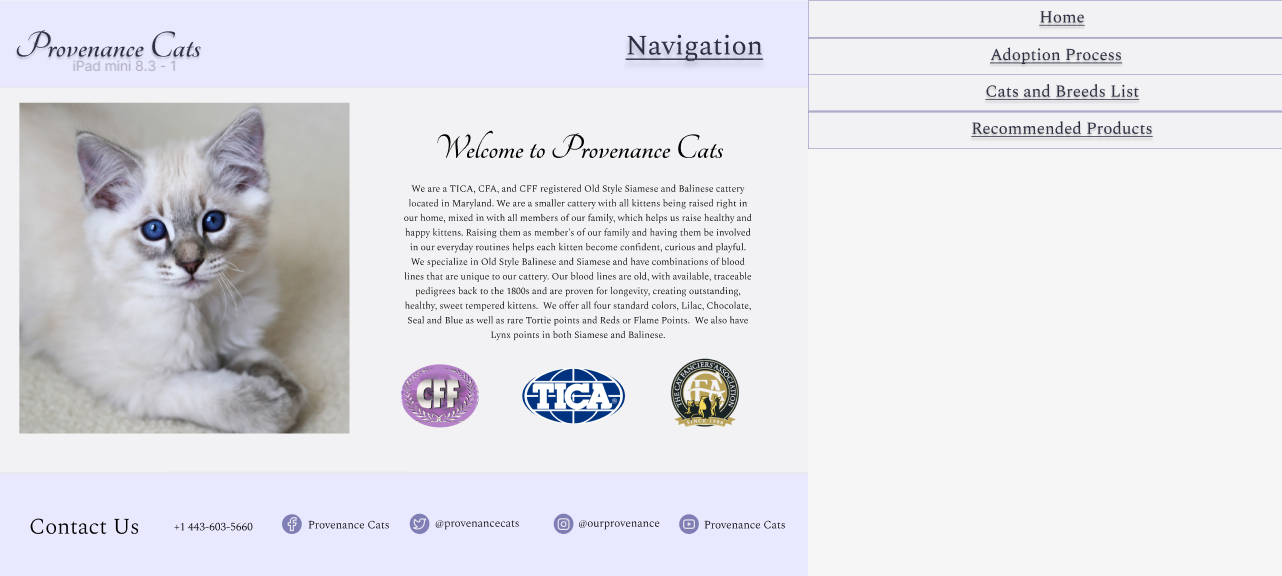 Provenance Cats
iPad mini 8.3 - 1
Navigation
Home
Adoption Process
Cats and Breeds List
Recommended Products
Welcome to Provenance Cats
We are a TICA, CFA, and CFF registered Old Style Siamese and Balinese cattery
located in Maryland. We are a smaller cattery with all kittens being raised right in
our home, mixed in with all members of our family, which helps us raise healthy and
happy kittens. Raising them as member's of our family and having them be involved
in our everyday routines helps each kitten become confident, curious and playful.
We specialize in Old Style Balinese and Siamese and have combinations of blood
lines that are unique to our cattery. Our blood lines are old, with available, traceable
pedigrees back to the 1800s and are proven for longevity, creating outstanding,
healthy, sweet tempered kittens. We offer all four standard colors, Lilac, Chocolate,
Seal and Blue as well as rare Tortie points and Reds or Flame Points. We also have
Lynx points in both Siamese and Balinese.
CFF
TICA
THE CAT FANCIERS' ASSOCIATION
CFA
Contact Us
+1 443-603-5660
Provenance Cats
@provenancecats
@ourprovenance
Provenance Cats